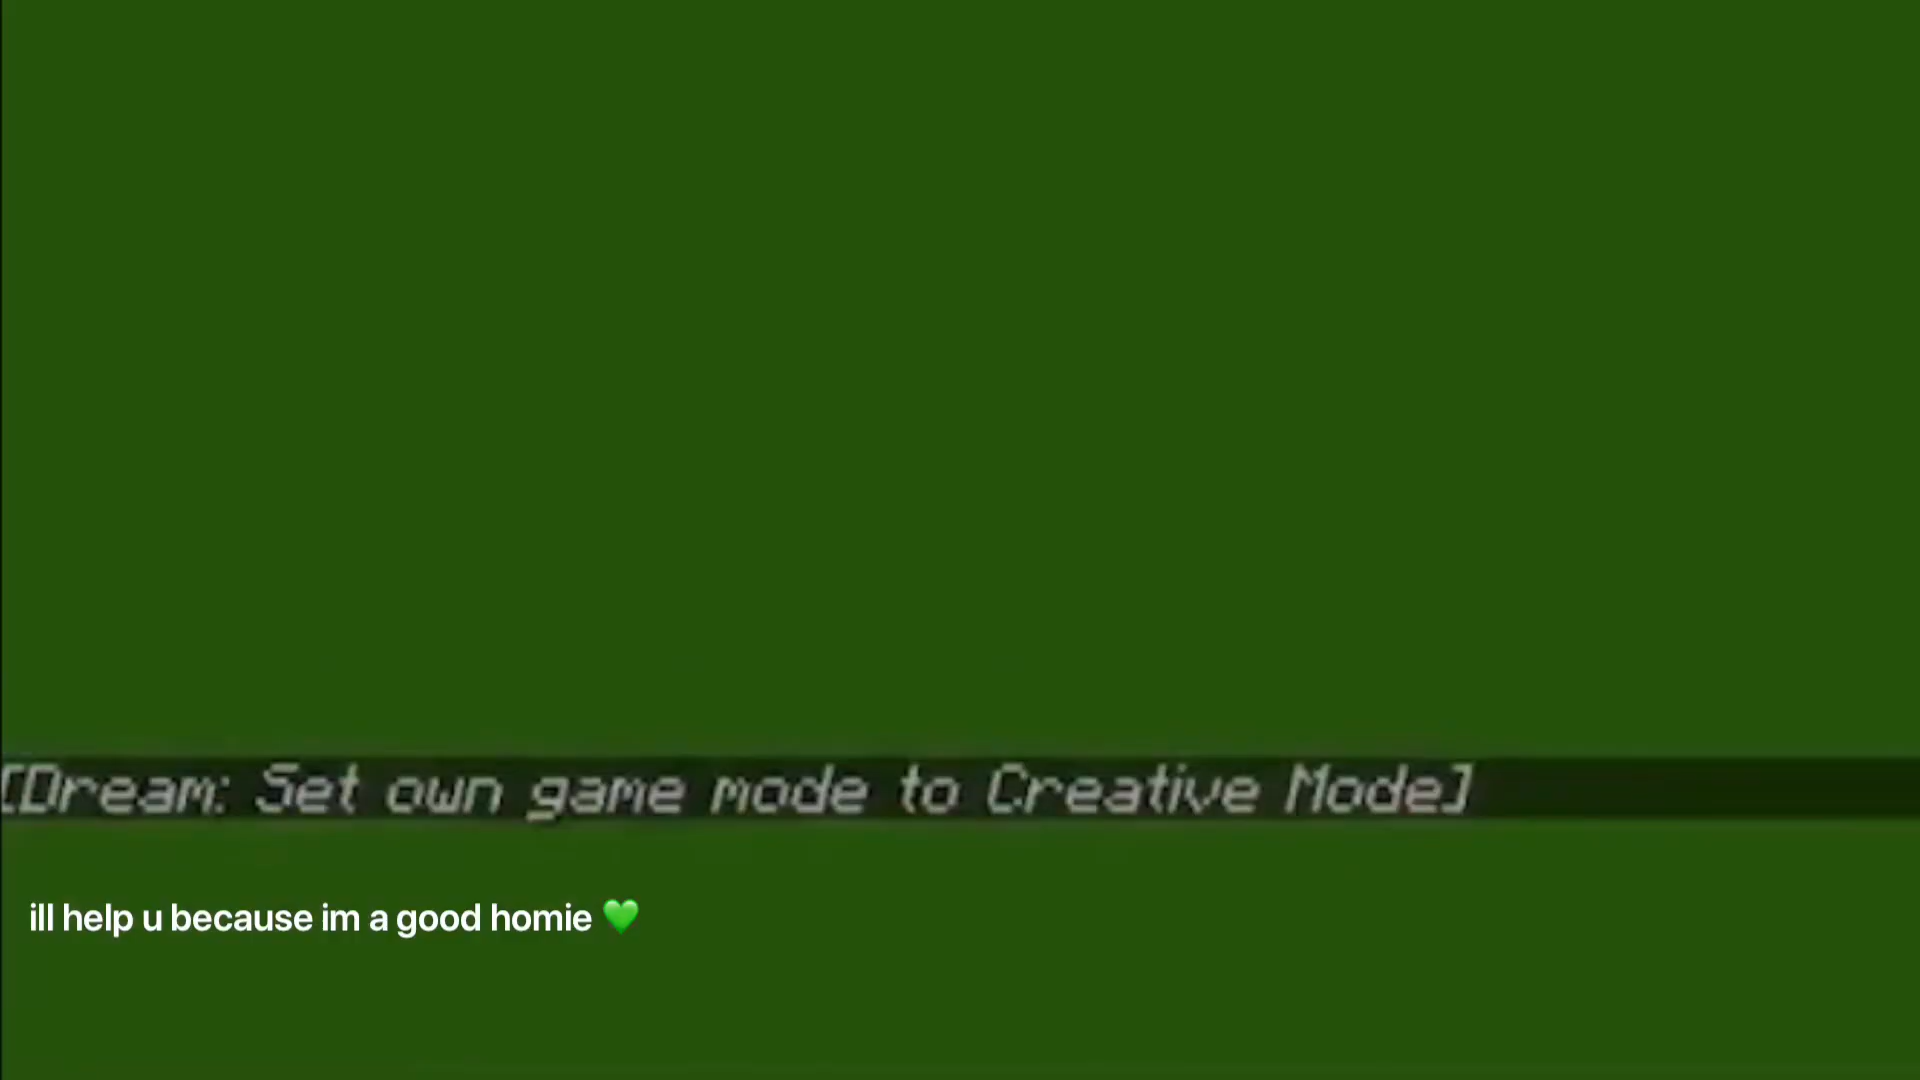 [Dream: Set own game mode to Creative Mode]
ill help u because im a good homie 💚